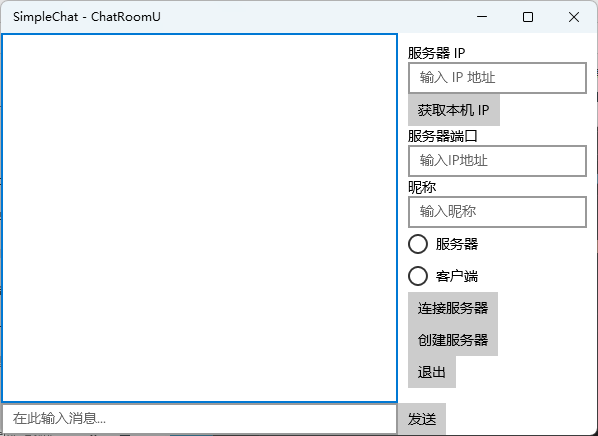 SimpleChat - ChatRoomU
服务器 IP
输入 IP 地址
获取本机 IP
服务器端口
输入IP地址
昵称
输入昵称
服务器
客户端
连接服务器
创建服务器
退出
在此输入消息...
发送